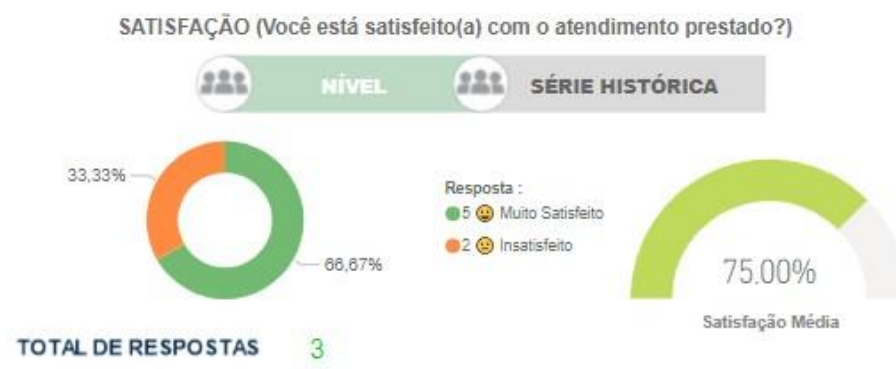 SATISFAÇÃO (Você está satisfeito(a) com o atendimento prestado?)
NÍVEL
SÉRIE HISTÓRICA
33,33%
66,67%
Resposta :
5 Muito Satisfeito
2 Insatisfeito
75,00%
Satisfação Média
TOTAL DE RESPOSTAS 3